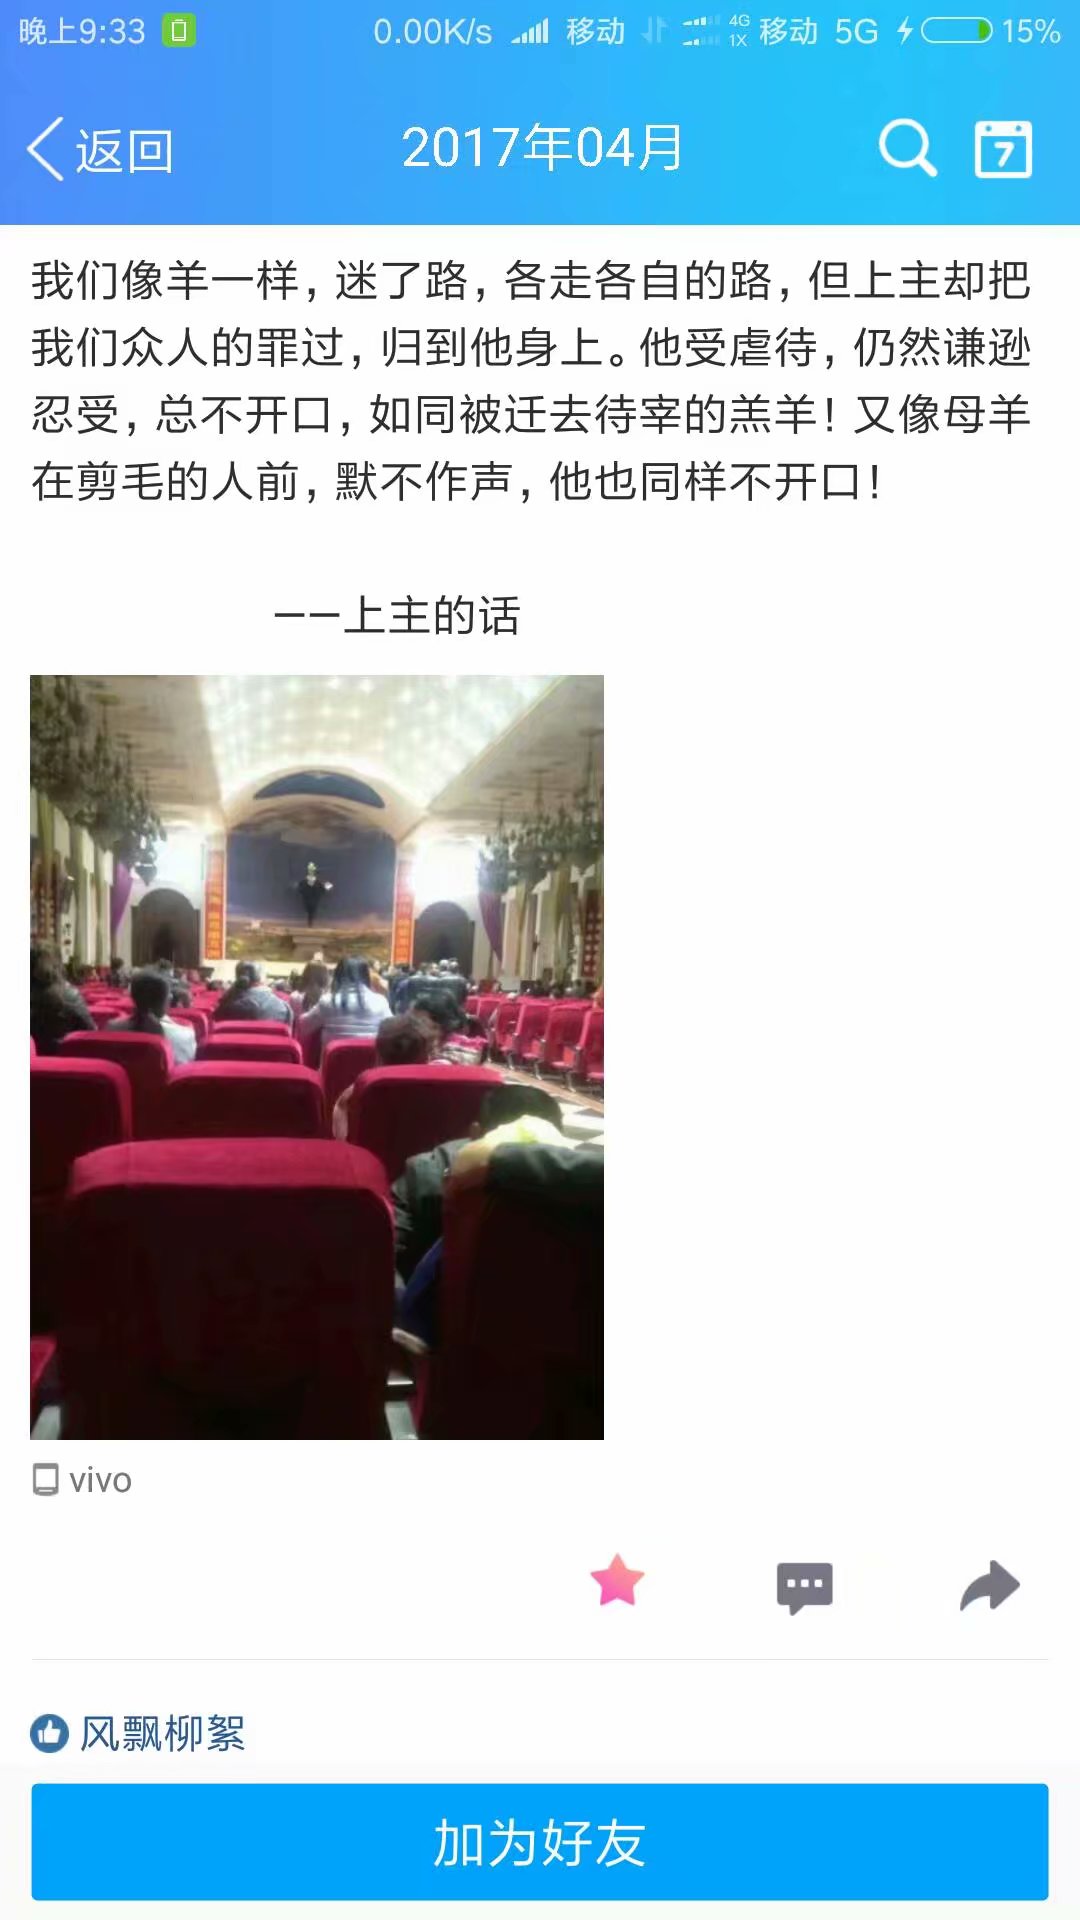 晚上9:33 0.00K/s 移动 4G 1X 移动 5G 15%
返回 2017年04月 7
我们像羊一样，迷了路，各走各自的路，但上主却把
我们众人的罪过，归到他身上。他受虐待，仍然谦逊
忍受，总不开口，如同被迁去待宰的羔羊！又像母羊
在剪毛的人前，默不作声，他也同样不开口！
——上主的话
vivo
风飘柳絮
加为好友